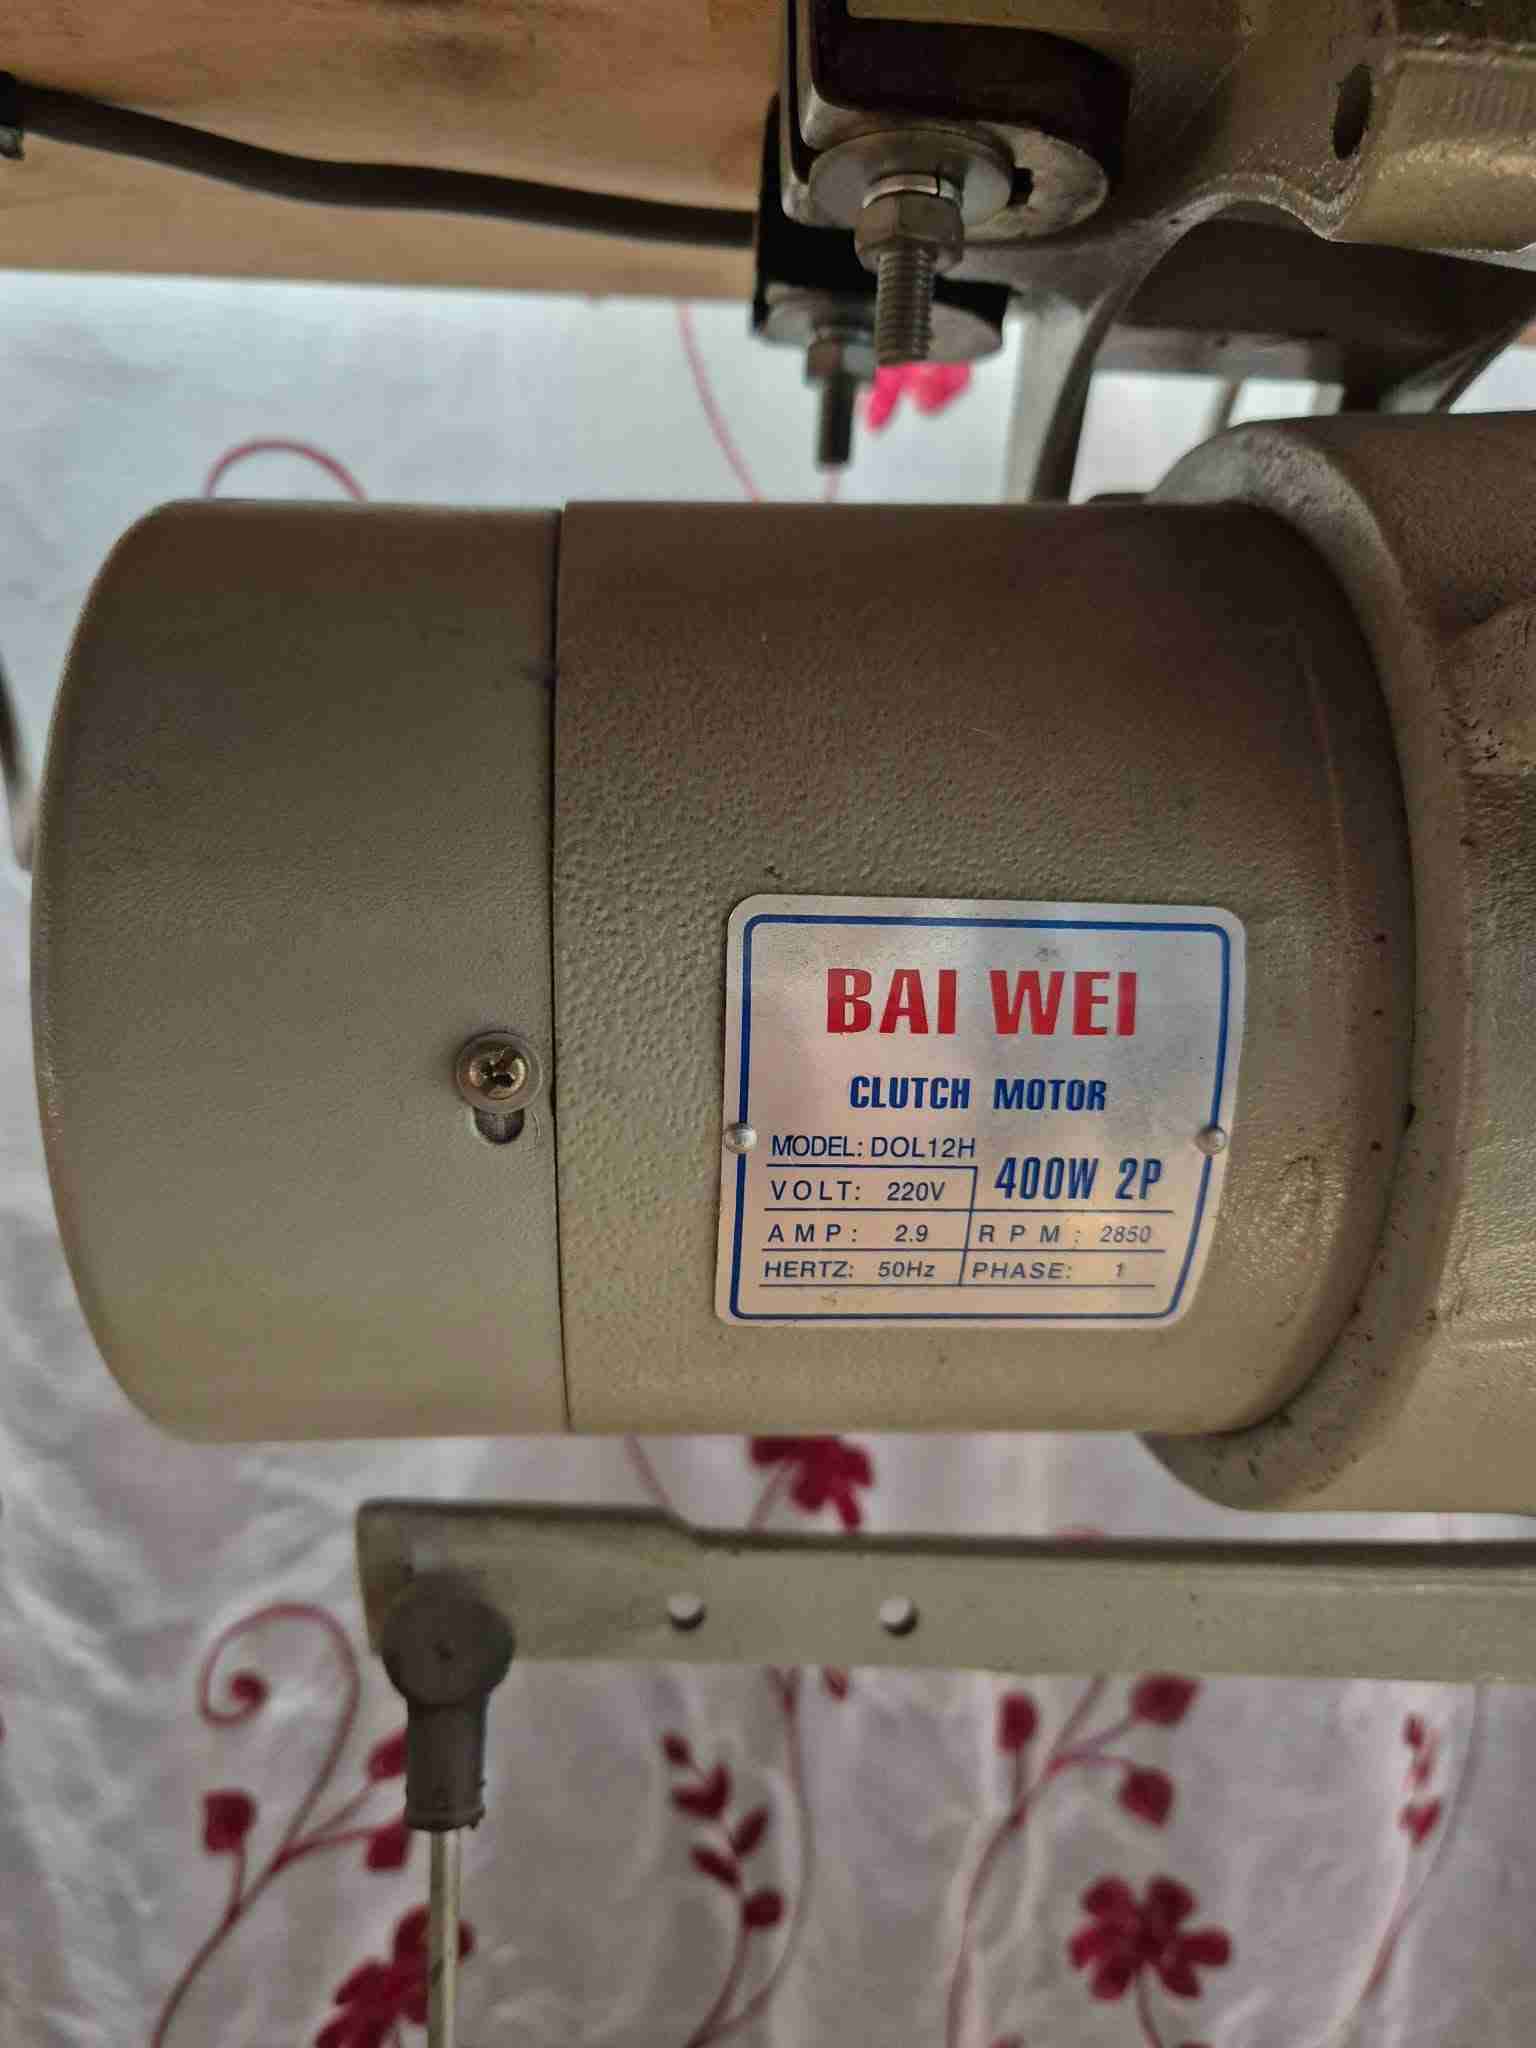 BAI WEI
CLUTCH MOTOR
MODEL: DOL12H
400W 2P
VOLT: 220V
AMP: 2.9 RPM: 2850
HERTZ: 50Hz PHASE: 1